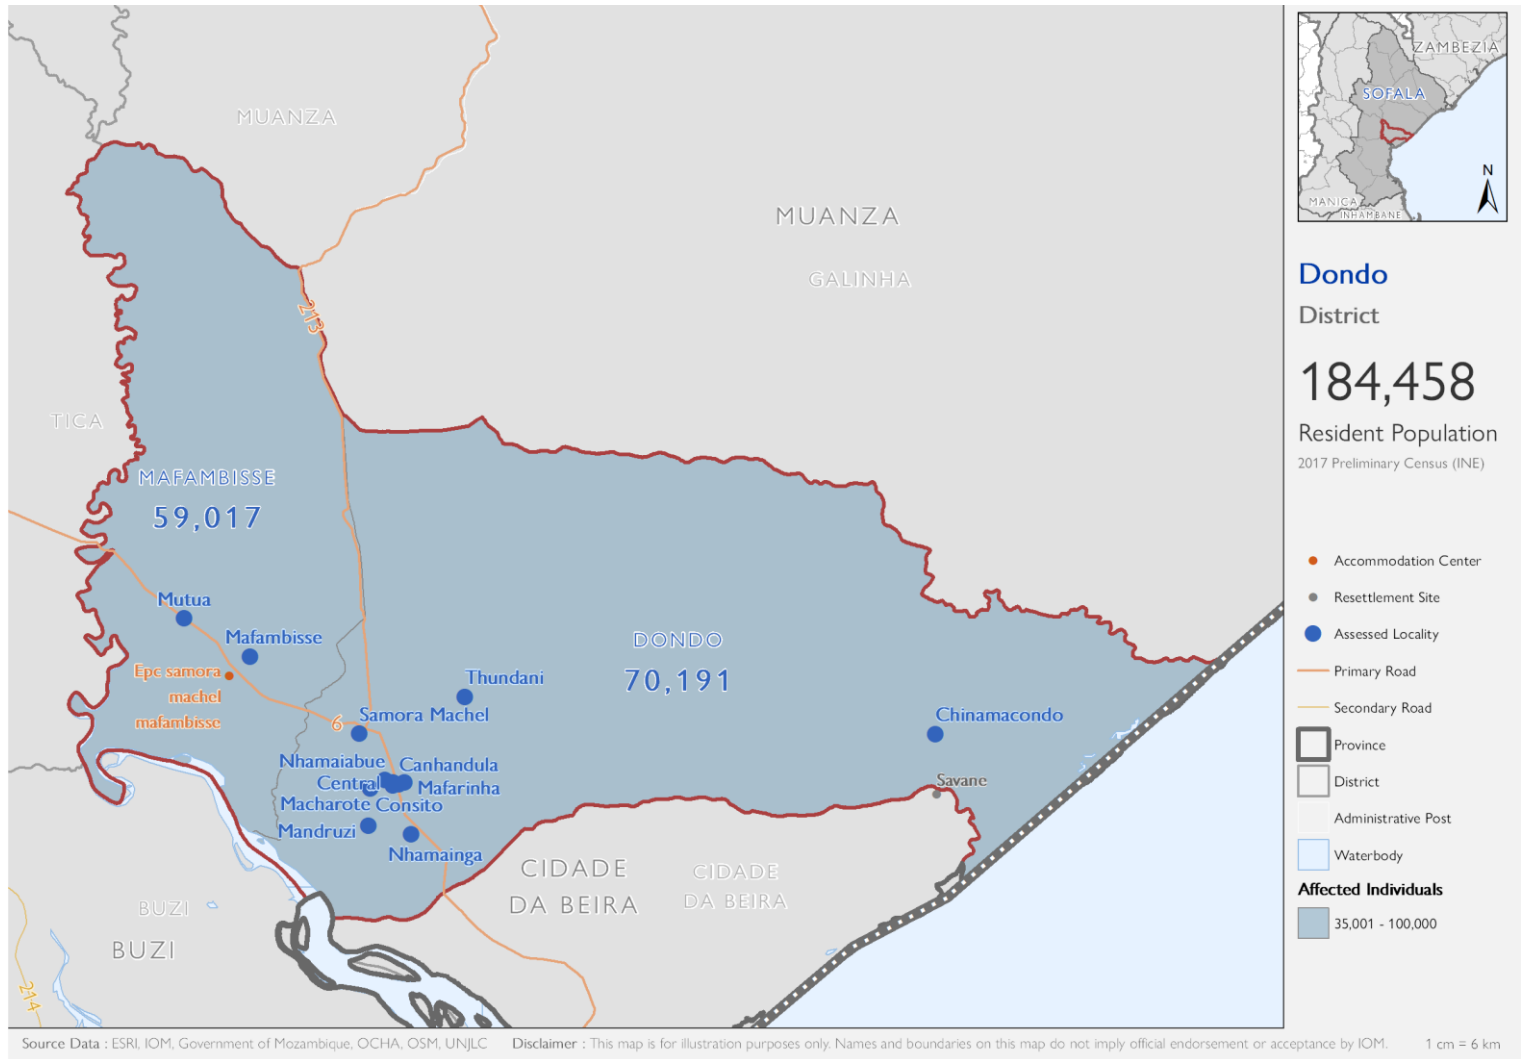 MUANZA
MUANZA
GALINHA
213
TICA
MAFAMBISSE
59,017
Mutua
Mafambisse
Epc samora
machel
mafambisse
DONDO
70,191
Thundani
6
Samora Machel
Chinamacondo
Nhamaiabue
Canhandula
Central
Mafarinha
Macharote
Consito
Mandruzi
Nhamainga
Savane
CIDADE
DA BEIRA
CIDADE
DA BEIRA
BUZI
BUZI
214
ZAMBEZIA
SOFALA
N
MANICA
INHAMBANE
Dondo
District
184,458
Resident Population
2017 Preliminary Census (INE)
Accommodation Center
Resettlement Site
Assessed Locality
Primary Road
Secondary Road
Province
District
Administrative Post
Waterbody
Affected Individuals
35,001 - 100,000
Source Data : ESRI, IOM, Government of Mozambique, OCHA, OSM, UNJLC
Disclaimer : This map is for illustration purposes only. Names and boundaries on this map do not imply official endorsement or acceptance by IOM.
1 cm = 6 km